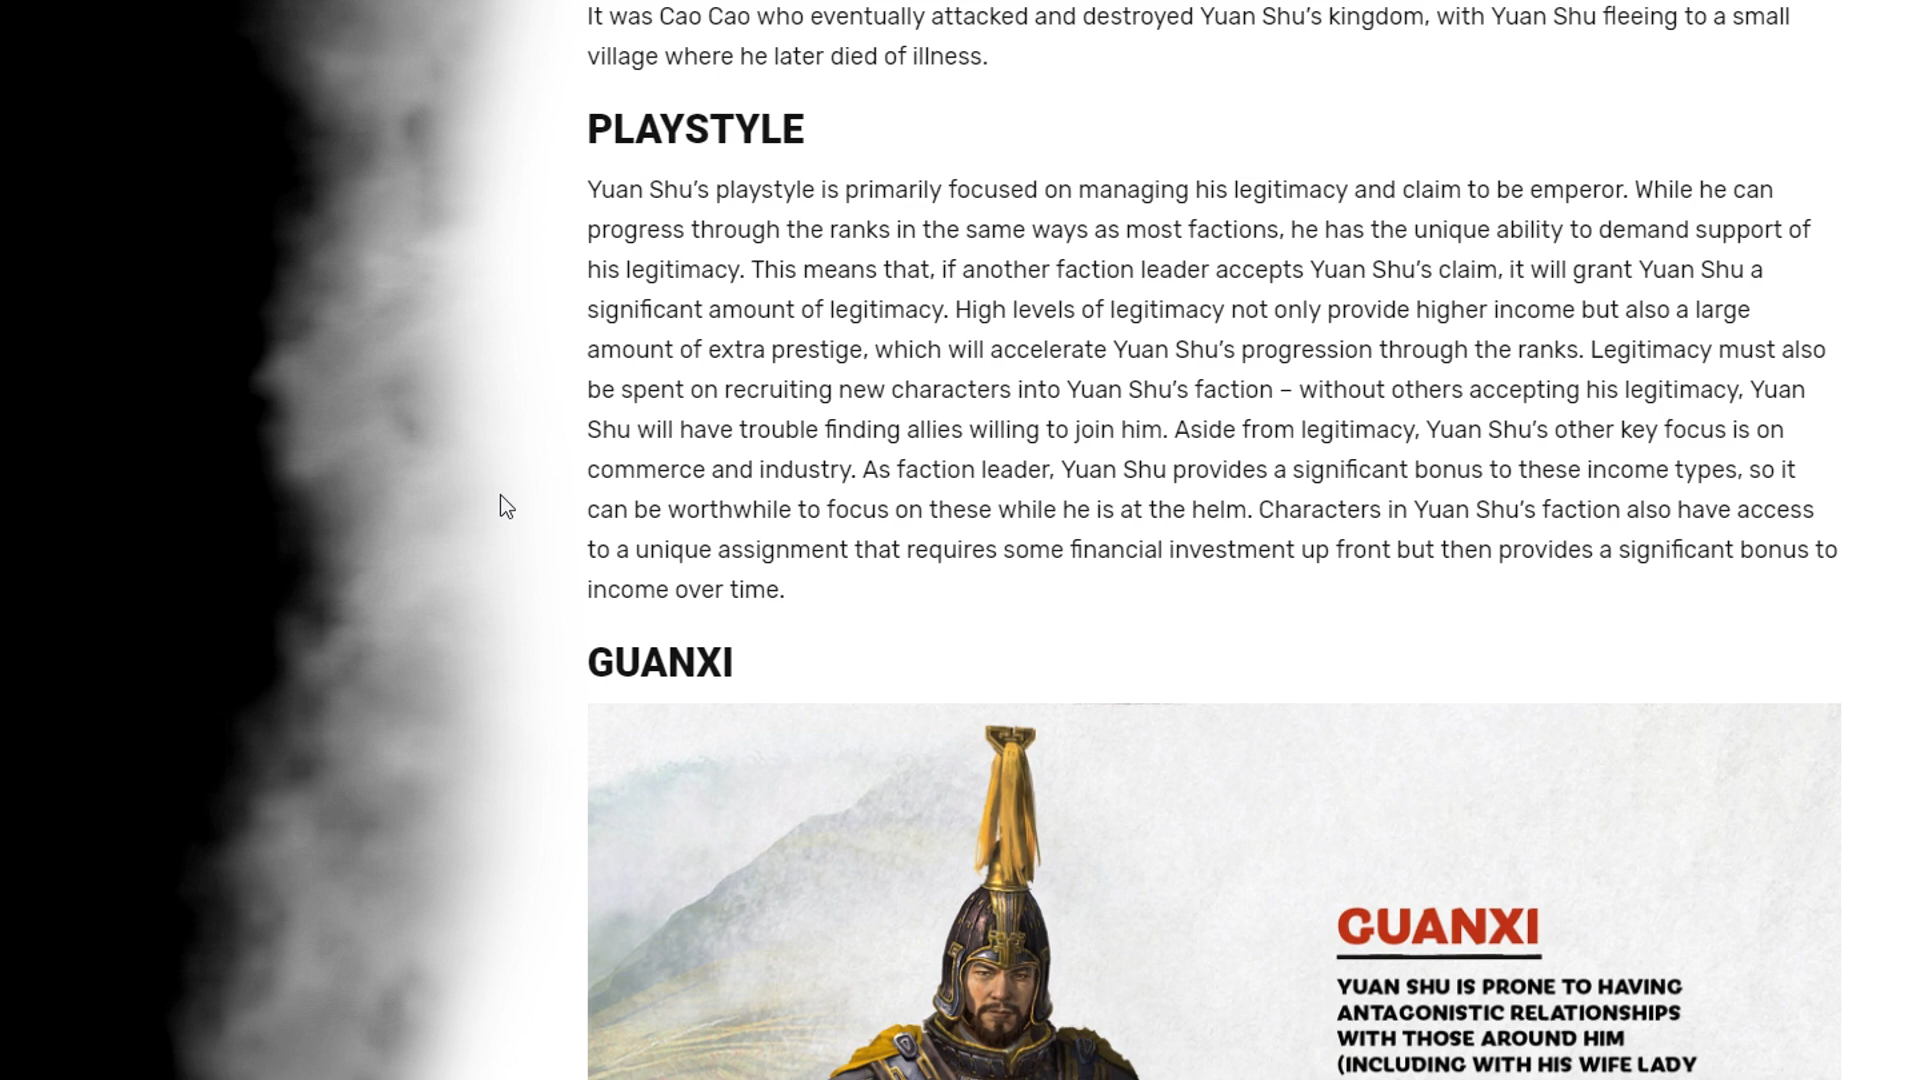 It was Cao Cao who eventually attacked and destroyed Yuan Shu’s kingdom, with Yuan Shu fleeing to a small
village where he later died of illness.
PLAYSTYLE
Yuan Shu’s playstyle is primarily focused on managing his legitimacy and claim to be emperor. While he can
progress through the ranks in the same ways as most factions, he has the unique ability to demand support of
his legitimacy. This means that, if another faction leader accepts Yuan Shu’s claim, it will grant Yuan Shu a
significant amount of legitimacy. High levels of legitimacy not only provide higher income but also a large
amount of extra prestige, which will accelerate Yuan Shu’s progression through the ranks. Legitimacy must also
be spent on recruiting new characters into Yuan Shu’s faction – without others accepting his legitimacy, Yuan
Shu will have trouble finding allies willing to join him. Aside from legitimacy, Yuan Shu’s other key focus is on
commerce and industry. As faction leader, Yuan Shu provides a significant bonus to these income types, so it
can be worthwhile to focus on these while he is at the helm. Characters in Yuan Shu’s faction also have access
to a unique assignment that requires some financial investment up front but then provides a significant bonus to
income over time.
GUANXI
GUANXI
YUAN SHU IS PRONE TO HAVING
ANTAGONISTIC RELATIONSHIPS
WITH THOSE AROUND HIM
(INCLUDING WITH HIS WIFE LADY